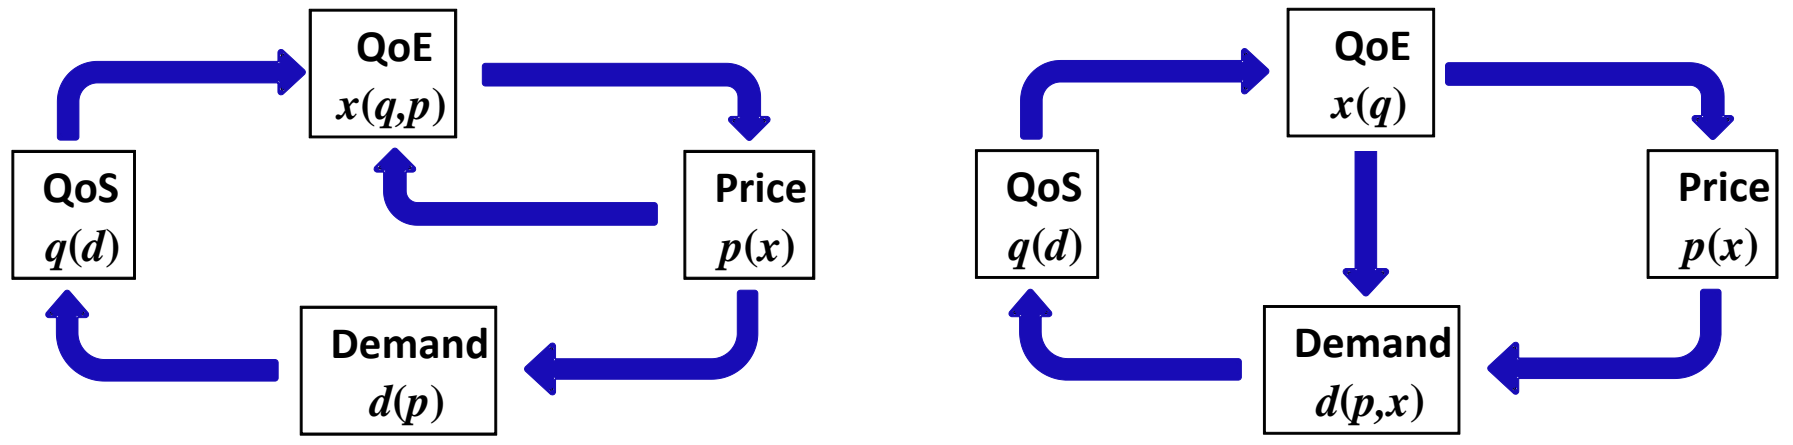 QoE
x(q,p)
QoS
q(d)
Price
p(x)
Demand
d(p)
QoE
x(q)
QoS
q(d)
Price
p(x)
Demand
d(p,x)